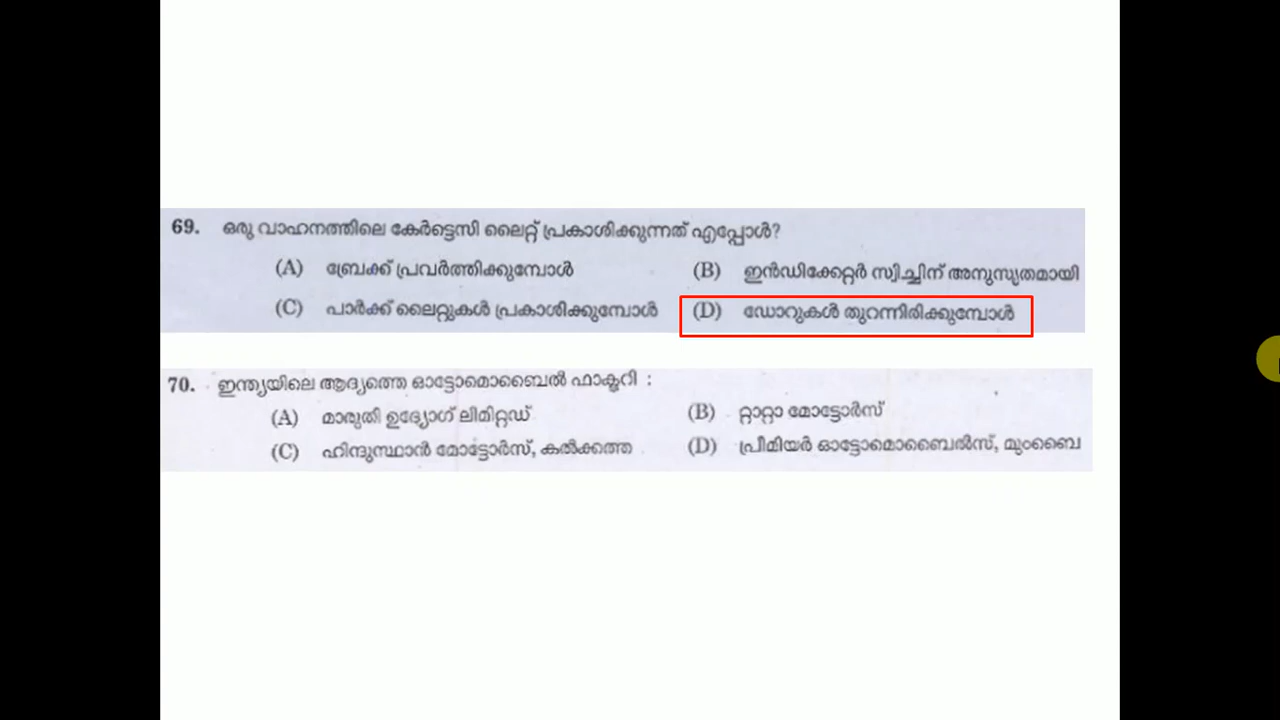 69. ഒരു വാഹനത്തിലെ കേർട്ടെസി ലൈറ്റ് പ്രകാശിക്കുന്നത് എപ്പോൾ?
(A) ബ്രേക്ക് പ്രവർത്തിക്കുമ്പോൾ (B) ഇൻഡിക്കേറ്റർ സ്വിച്ചിന് അനുസൃതമായി
(C) പാർക്ക് ലൈറ്റുകൾ പ്രകാശിക്കുമ്പോൾ (D) ഡോറുകൾ തുറന്നിരിക്കുമ്പോൾ
70. ഇന്ത്യയിലെ ആദ്യത്തെ ഓട്ടോമൊബൈൽ ഫാക്ടറി :
(A) മാരുതി ഉദ്യോഗ് ലിമിറ്റഡ് (B) റ്റാറ്റാ മോട്ടോർസ്
(C) ഹിന്ദുസ്ഥാൻ മോട്ടോർസ്, കൽക്കത്ത (D) പ്രീമിയർ ഓട്ടോമൊബൈൽസ്, മുംബൈ